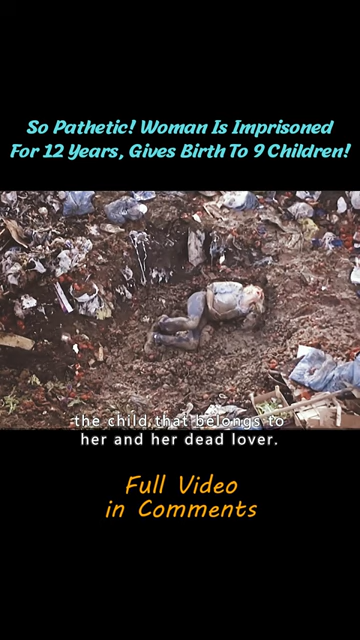 So Pathetic! Woman Is Imprisoned
For 12 Years, Gives Birth To 9 Children!
the child that belongs to
her and her dead lover.
Full Video
in Comments